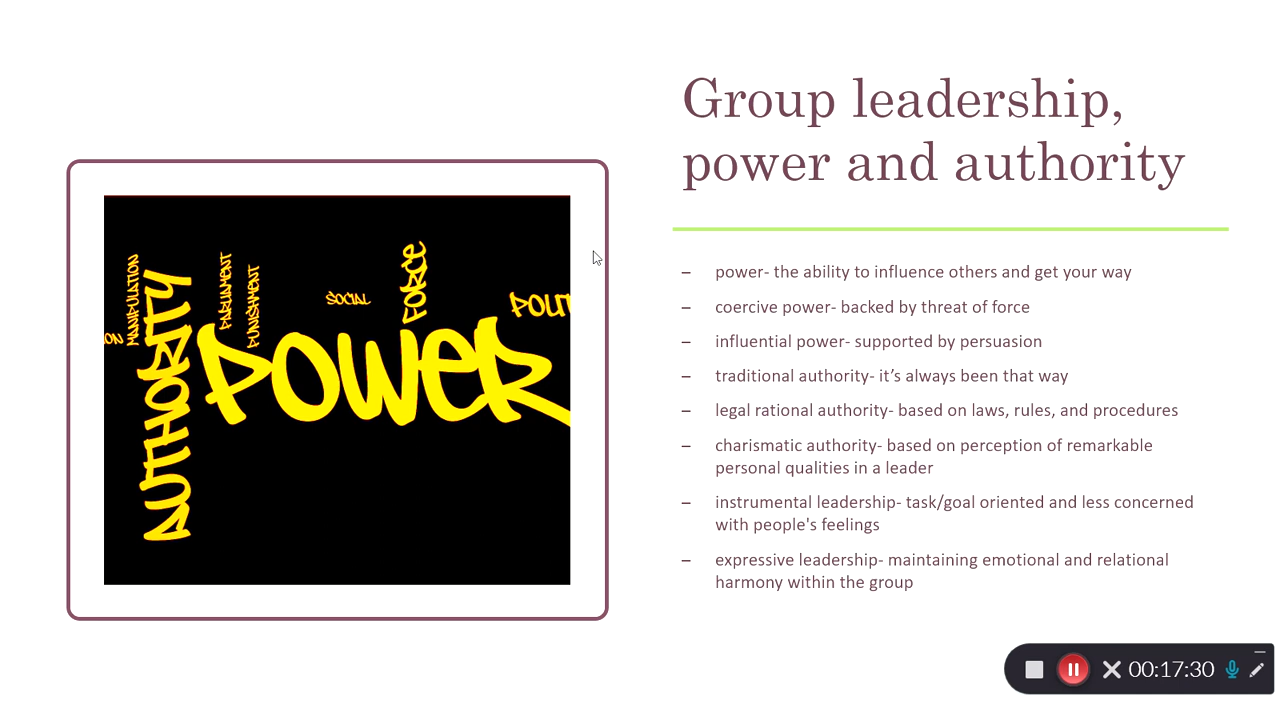 Group leadership,
power and authority
– power- the ability to influence others and get your way
– coercive power- backed by threat of force
– influential power- supported by persuasion
– traditional authority- it’s always been that way
– legal rational authority- based on laws, rules, and procedures
– charismatic authority- based on perception of remarkable
personal qualities in a leader
– instrumental leadership- task/goal oriented and less concerned
with people's feelings
– expressive leadership- maintaining emotional and relational
harmony within the group
ON
MANIPULATION
AUTHORITY
PARLIAMENT
PUNISHMENT
SOCIAL
FORCE
POWER
00:17:30